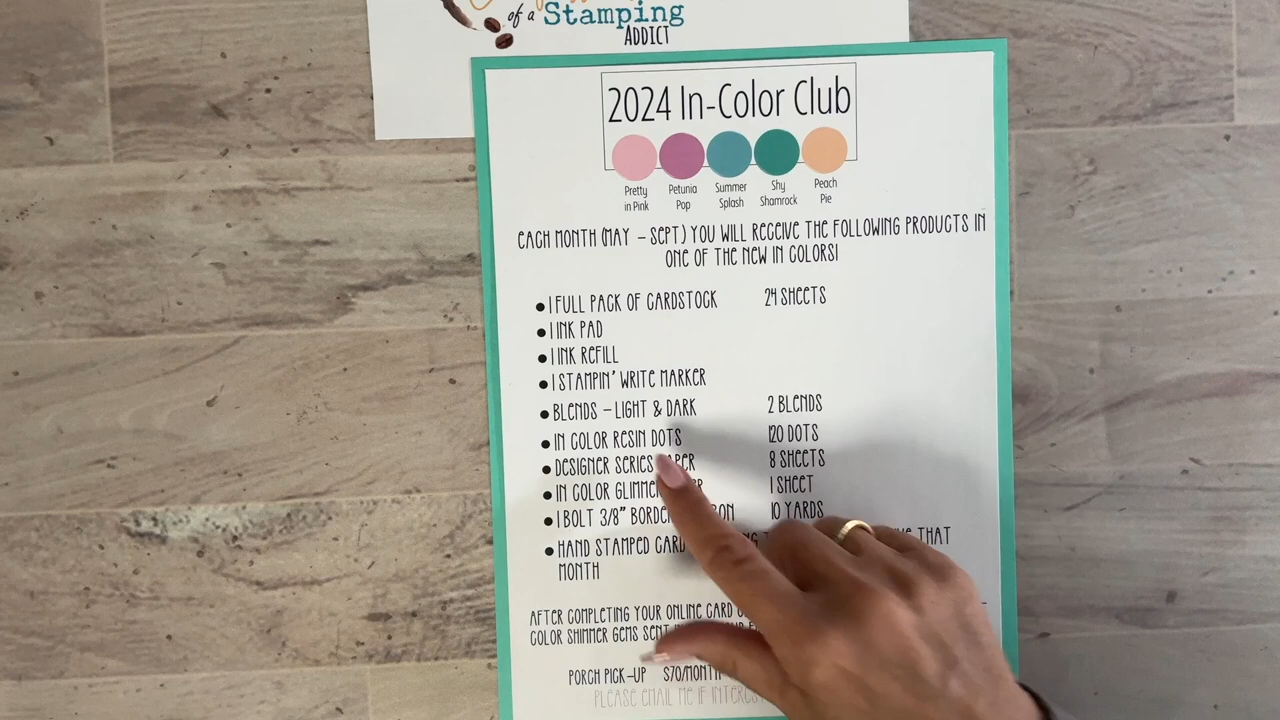 of a Stamping
ADDICT
2024 In-Color Club
Pretty in Pink
Petunia Pop
Summer Splash
Shy Shamrock
Peach Pie
EACH MONTH (MAY - SEPT) YOU WILL RECEIVE THE FOLLOWING PRODUCTS IN
ONE OF THE NEW IN COLORS!
● 1 FULL PACK OF CARDSTOCK 24 SHEETS
● 1 INK PAD
● 1 INK REFILL
● 1 STAMPIN' WRITE MARKER
● BLENDS - LIGHT & DARK 2 BLENDS
● IN COLOR RESIN DOTS 120 DOTS
● DESIGNER SERIES 8 SHEETS
● IN COLOR 1 SHEET
● 1 BOLT 3/8" 10 YARDS
● HAND STAMPED CARD THAT
MONTH
AFTER COMPLETING YOUR ONLINE CARD
COLOR SHIMMER GEMS SENT
PORCH PICK-UP $70/MONTH
PLEASE EMAIL ME IF